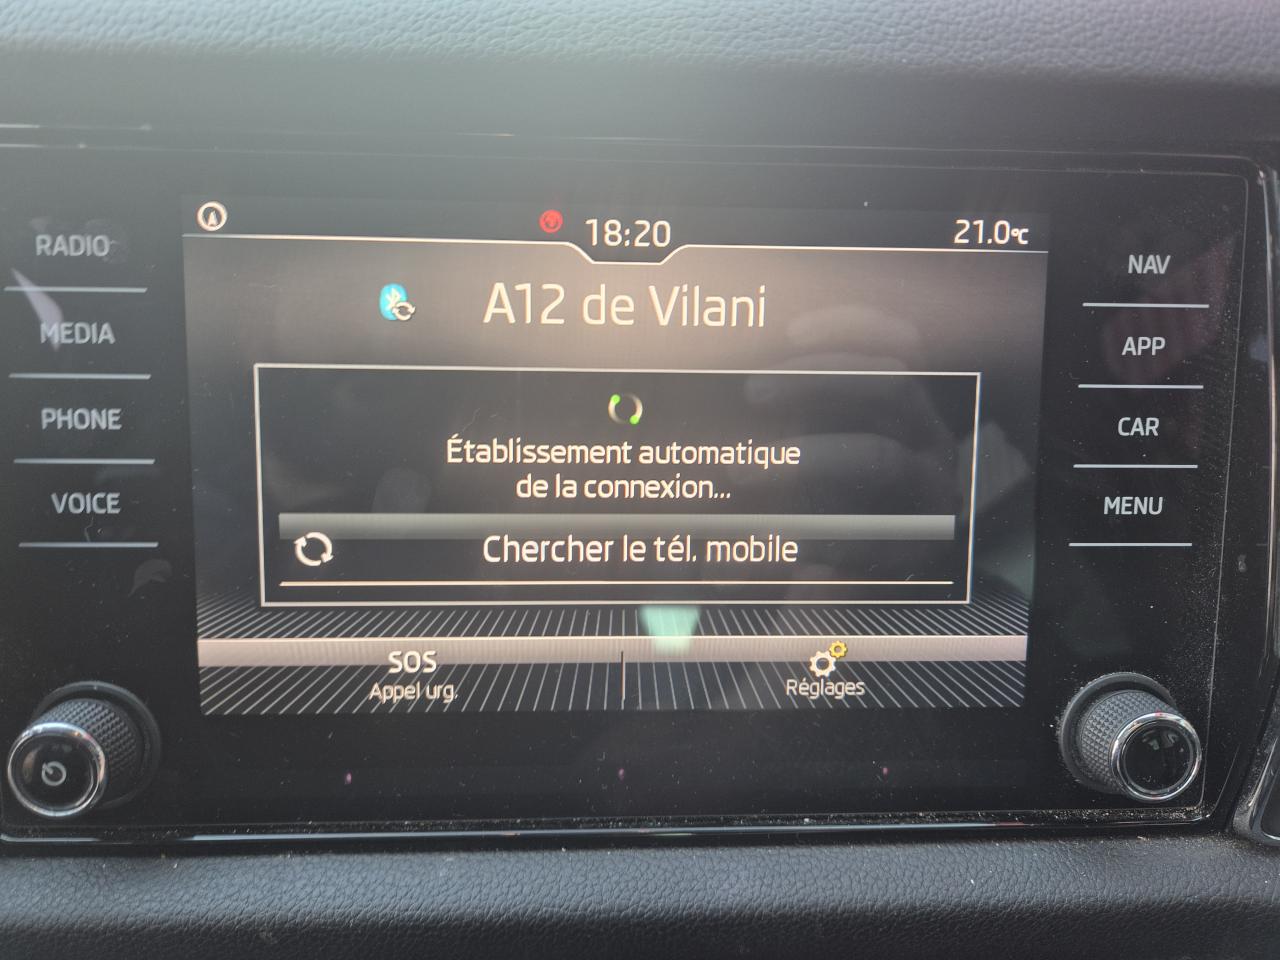 18:20
21.0°C
RADIO
MEDIA
PHONE
VOICE
A12 de Vilani
Établissement automatique
de la connexion...
Chercher le tél. mobile
SOS
Appel urg.
Réglages
NAV
APP
CAR
MENU